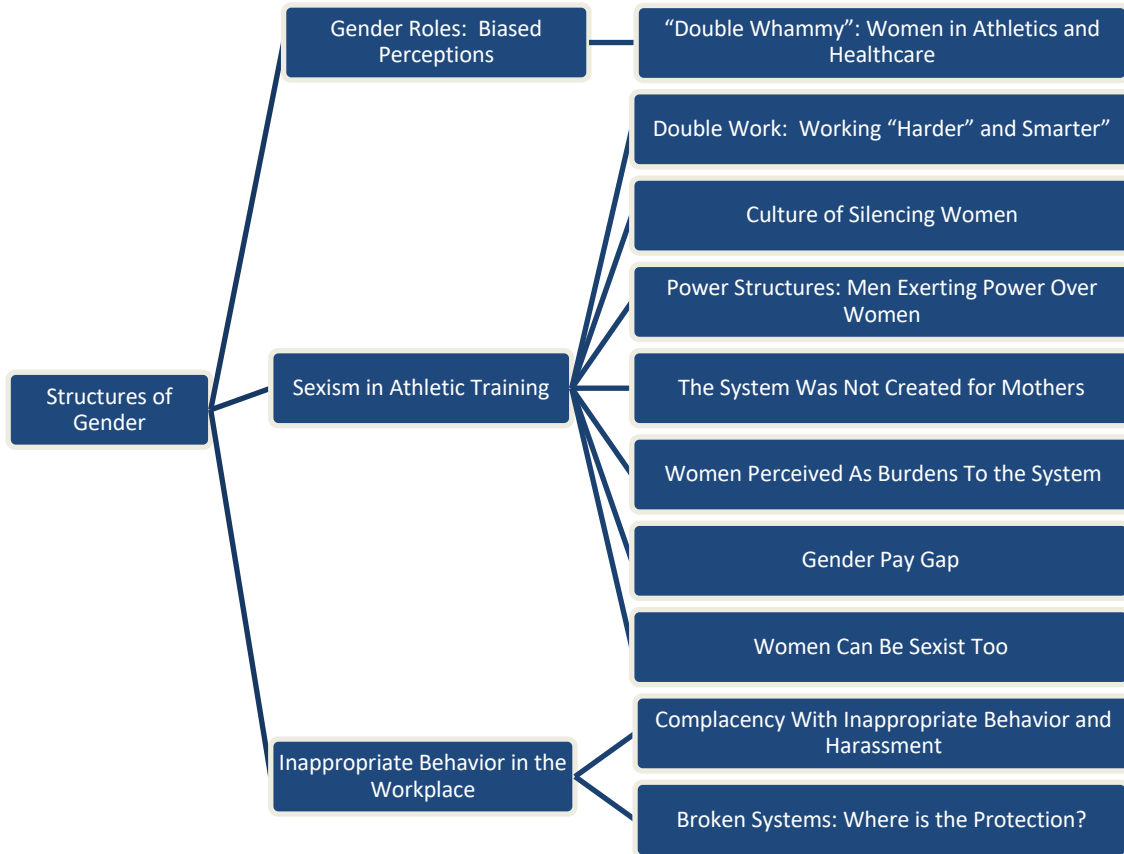 Gender Roles:  Biased
Perceptions
“Double Whammy”: Women in Athletics and
Healthcare
Double Work:  Working “Harder” and Smarter”
Culture of Silencing Women
Power Structures: Men Exerting Power Over
Women
Structures of
Gender
Sexism in Athletic Training
The System Was Not Created for Mothers
Women Perceived As Burdens To the System
Gender Pay Gap
Women Can Be Sexist Too
Inappropriate Behavior in the
Workplace
Complacency With Inappropriate Behavior and
Harassment
Broken Systems: Where is the Protection?